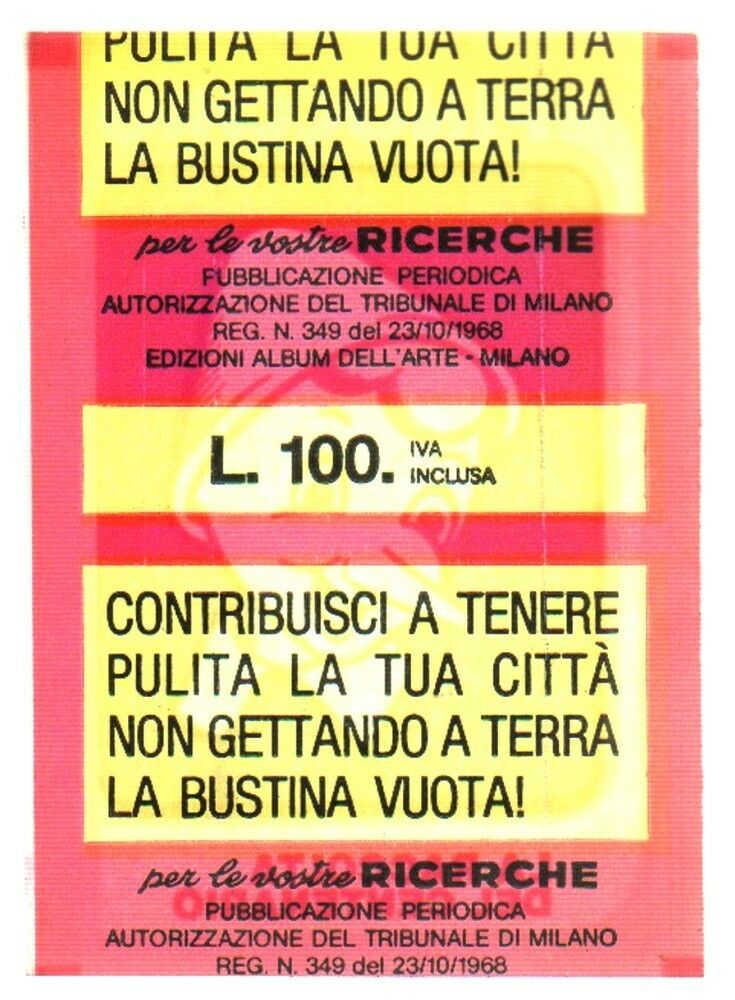 PULITA LA TUA CITTÀ
NON GETTANDO A TERRA
LA BUSTINA VUOTA!
per le vostre RICERCHE
PUBBLICAZIONE PERIODICA
AUTORIZZAZIONE DEL TRIBUNALE DI MILANO
REG. N. 349 del 23/10/1968
EDIZIONI ALBUM DELL'ARTE - MILANO
L. 100. IVA
INCLUSA
CONTRIBUISCI A TENERE
PULITA LA TUA CITTÀ
NON GETTANDO A TERRA
LA BUSTINA VUOTA!
per le vostre RICERCHE
PUBBLICAZIONE PERIODICA
AUTORIZZAZIONE DEL TRIBUNALE DI MILANO
REG. N. 349 del 23/10/1968